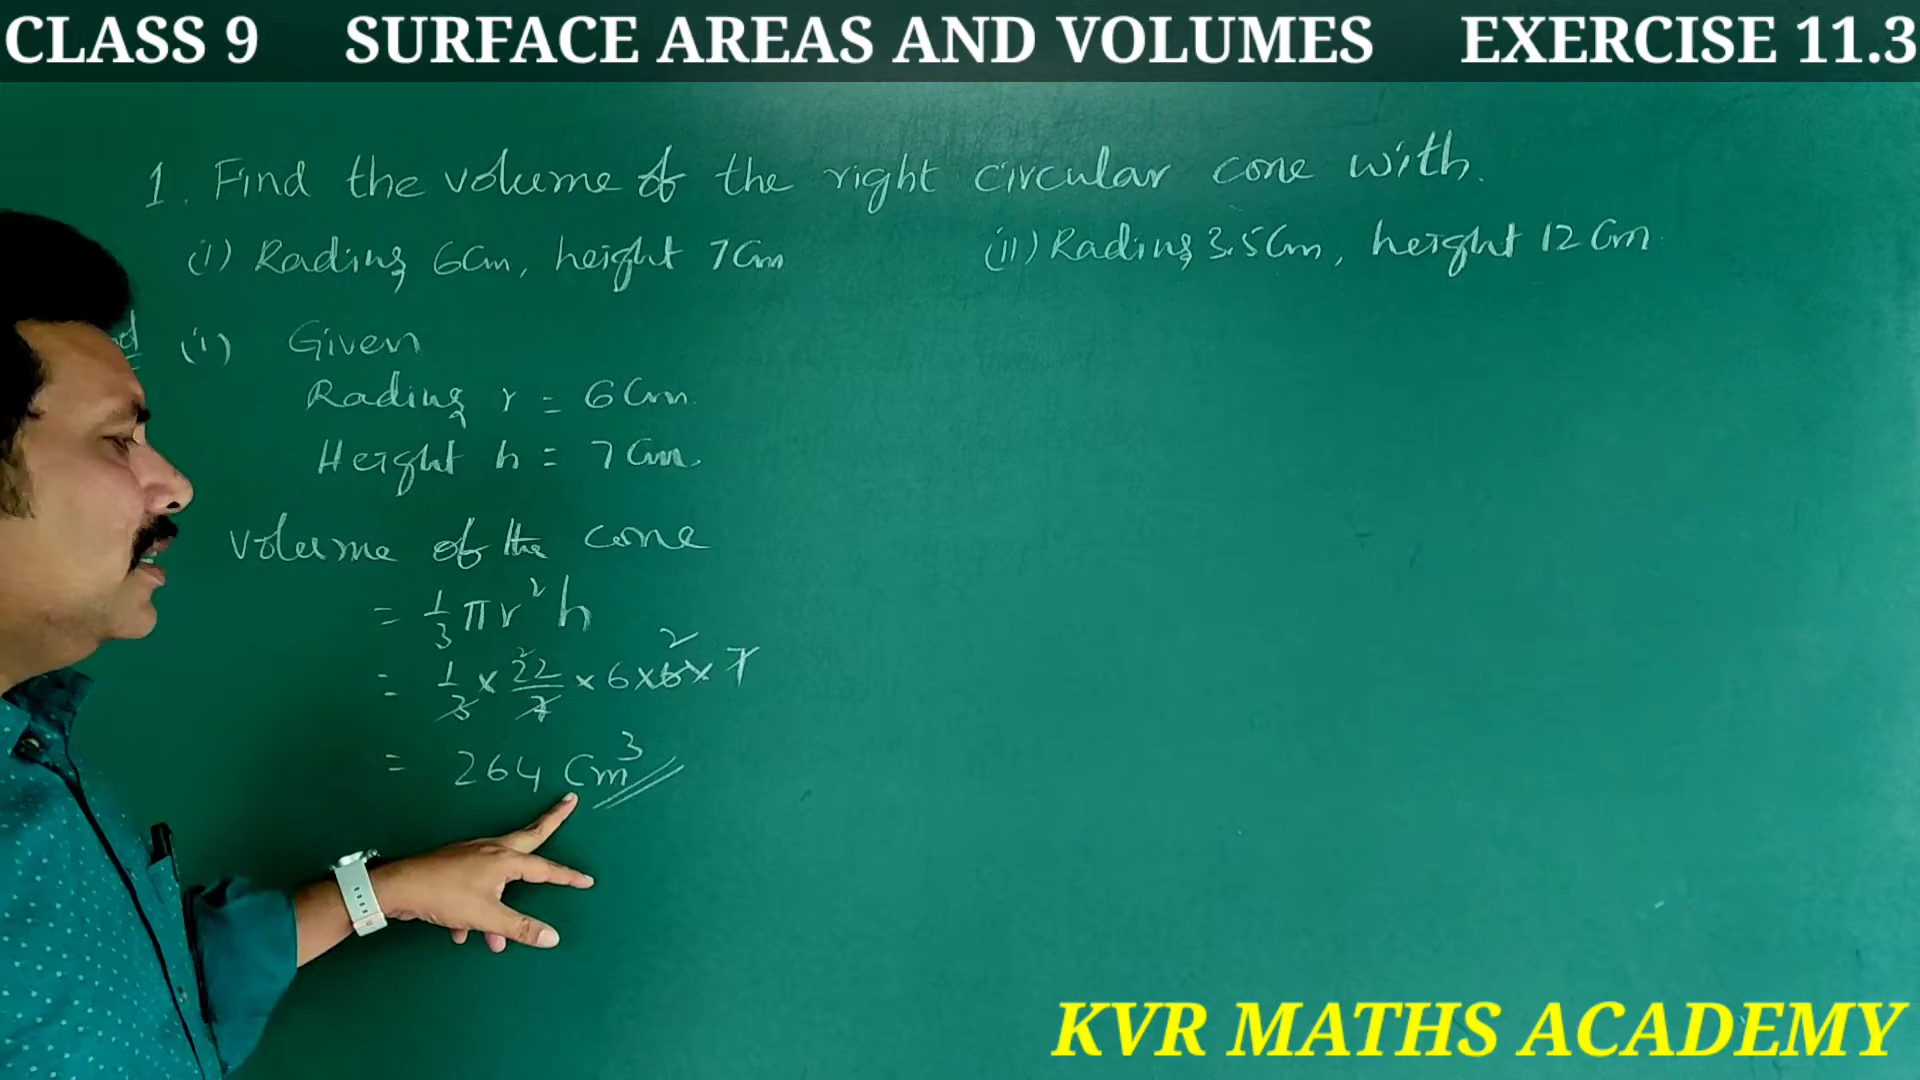 CLASS 9 SURFACE AREAS AND VOLUMES EXERCISE 11.3
1. Find the volume of the right circular cone with.
(i) Radius 6cm, height 7cm (ii) Radius 3.5cm, height 12cm
(i) Given
Radius r = 6cm
Height h = 7cm
Volume of the cone
= 1/3 πr²h
= 1/3 × 22/7 × 6×6×7 2
= 264 Cm³
KVR MATHS ACADEMY